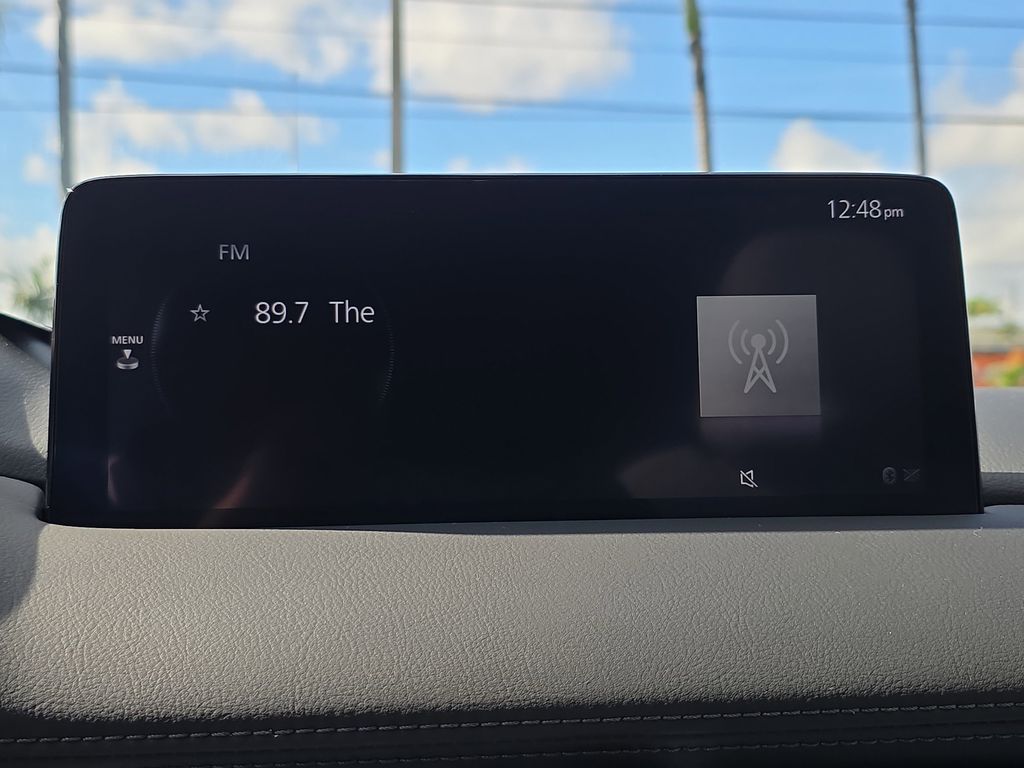 12:48pm
FM
89.7 The
MENU